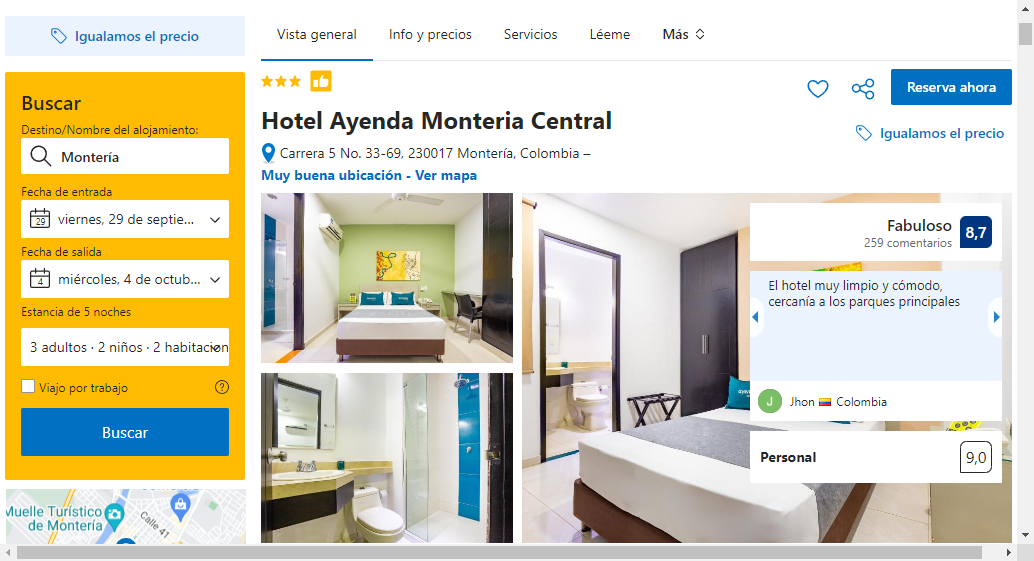 Igualamos el precio
Vista general
Info y precios
Servicios
Léeme
Más
Buscar
Destino/Nombre del alojamiento:
Montería
Fecha de entrada
29
viernes, 29 de septie...
Fecha de salida
4
miércoles, 4 de octub...
Estancia de 5 noches
3 adultos · 2 niños · 2 habitacion
Viajo por trabajo
?
Buscar
Muelle Turístico
de Montería
Calle 41
Reserva ahora
Hotel Ayenda Monteria Central
Igualamos el precio
Carrera 5 No. 33-69, 230017 Montería, Colombia –
Muy buena ubicación - Ver mapa
Fabuloso
259 comentarios
8,7
El hotel muy limpio y cómodo,
cercanía a los parques principales
J
Jhon
Colombia
Personal
9,0